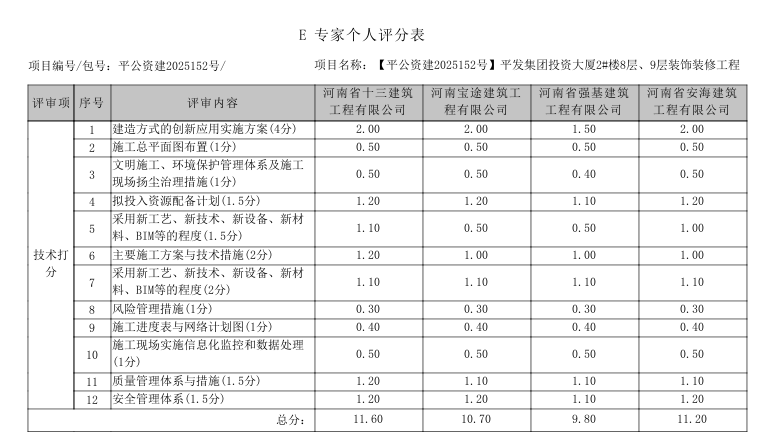 E 专家个人评分表
项目编号/包号：平公资建2025152号/ 项目名称：【平公资建2025152号】平发集团投资大厦2#楼8层、9层装饰装修工程
评审项 序号 评审内容 河南省十三建筑工程有限公司 河南宝途建筑工程有限公司 河南省强基建筑工程有限公司 河南省安海建筑工程有限公司
技术打分
1 建造方式的创新应用实施方案(4分) 2.00 2.00 1.50 2.00
2 施工总平面图布置(1分) 0.50 0.50 0.50 0.50
3 文明施工、环境保护管理体系及施工现场扬尘治理措施(1分) 0.50 0.50 0.40 0.50
4 拟投入资源配备计划(1.5分) 1.20 1.20 1.10 1.20
5 采用新工艺、新技术、新设备、新材料、BIM等的程度(1.5分) 1.10 0.50 0.50 1.00
6 主要施工方案与技术措施(2分) 1.20 1.00 1.00 1.00
7 采用新工艺、新技术、新设备、新材料、BIM等的程度(2分) 1.10 1.10 1.10 1.10
8 风险管理措施(1分) 0.30 0.30 0.30 0.30
9 施工进度表与网络计划图(1分) 0.40 0.40 0.40 0.40
10 施工现场实施信息化监控和数据处理(1分) 0.50 0.50 0.50 0.50
11 质量管理体系与措施(1.5分) 1.20 1.10 1.10 1.10
12 安全管理体系(1.5分) 1.20 1.20 1.10 1.20
总分： 11.60 10.70 9.80 11.20